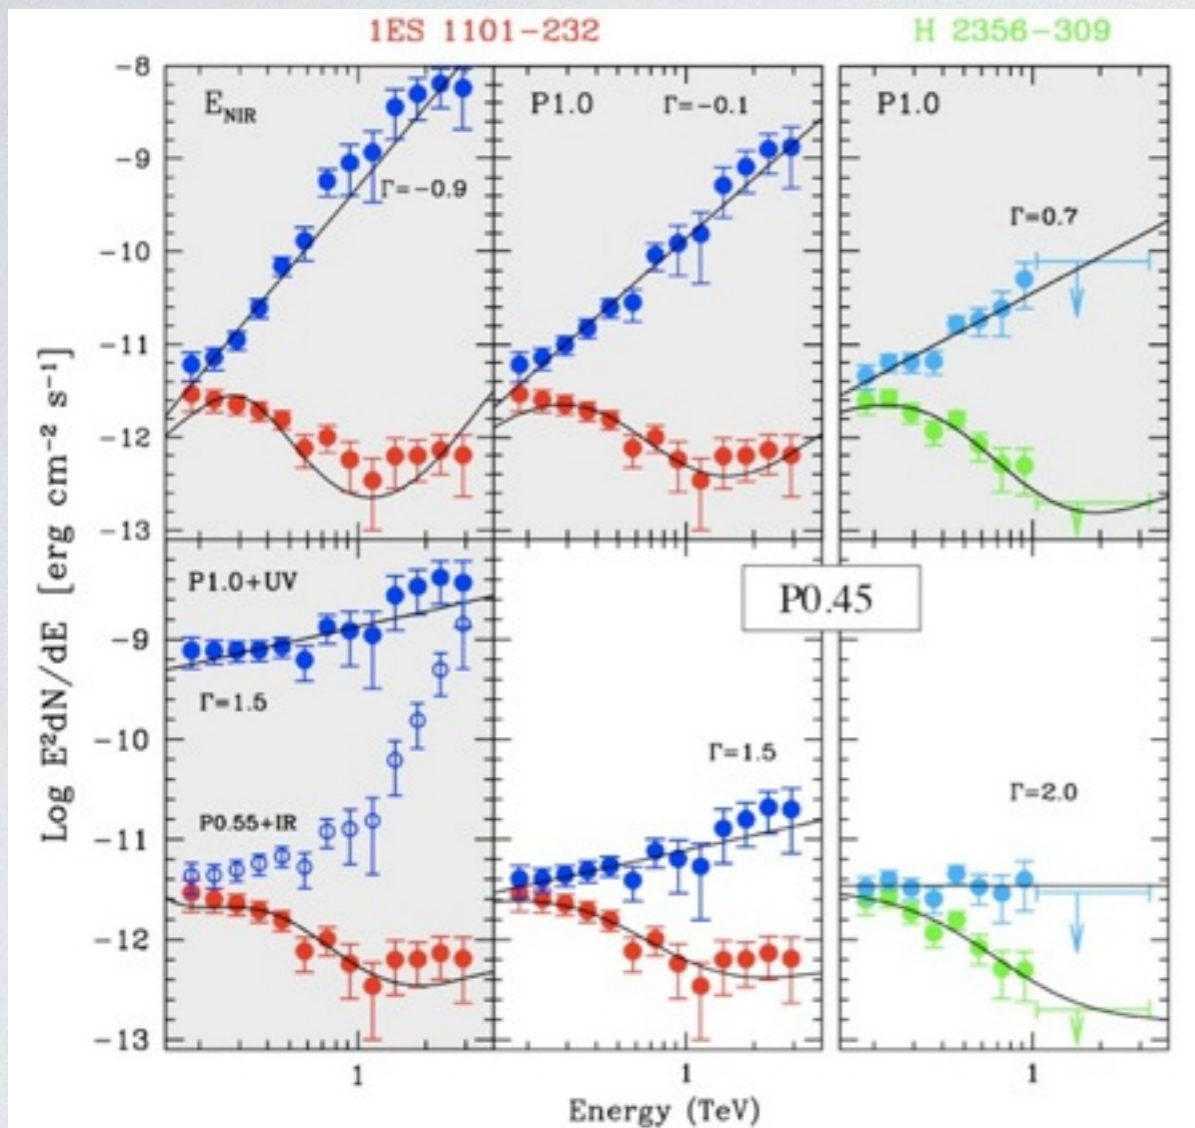 1ES 1101−232
H 2356−309
E_NIR
Γ=−0.9
P1.0
Γ=−0.1
P1.0
Γ=0.7
-8
-9
-10
-11
-12
-13
P1.0+UV
Γ=1.5
P0.55+IR
P0.45
Γ=1.5
Γ=2.0
-9
-10
-11
-12
-13
Log E²dN/dE [erg cm⁻² s⁻¹]
1
1
1
Energy (TeV)